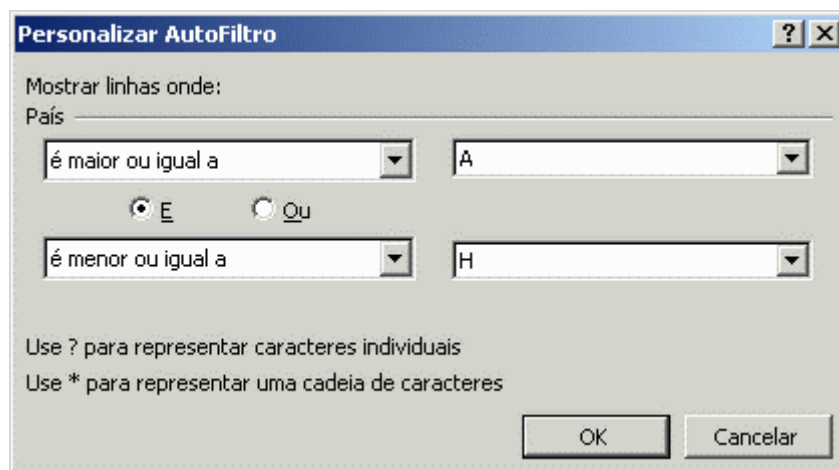 Personalizar AutoFiltro
Mostrar linhas onde:
País
é maior ou igual a A
E Ou
é menor ou igual a H
Use ? para representar caracteres individuais
Use * para representar uma cadeia de caracteres
OK Cancelar